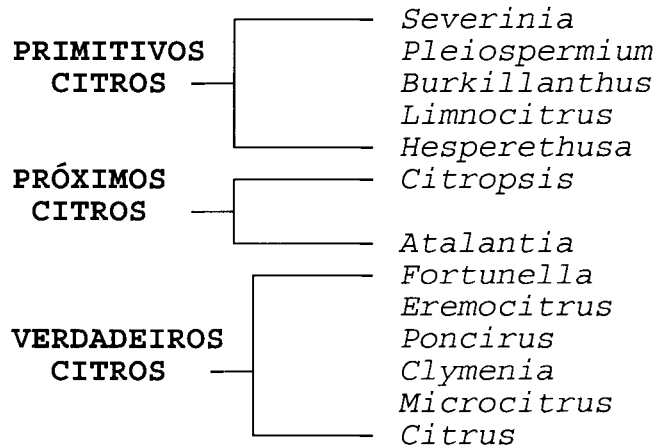 PRIMITIVOS
CITROS
Severinia
Pleiospermium
Burkillanthus
Limnocitrus
Hesperethusa
PRÓXIMOS
CITROS
Citropsis
Atalantia
VERDADEIROS
CITROS
Fortunella
Eremocitrus
Poncirus
Clymenia
Microcitrus
Citrus